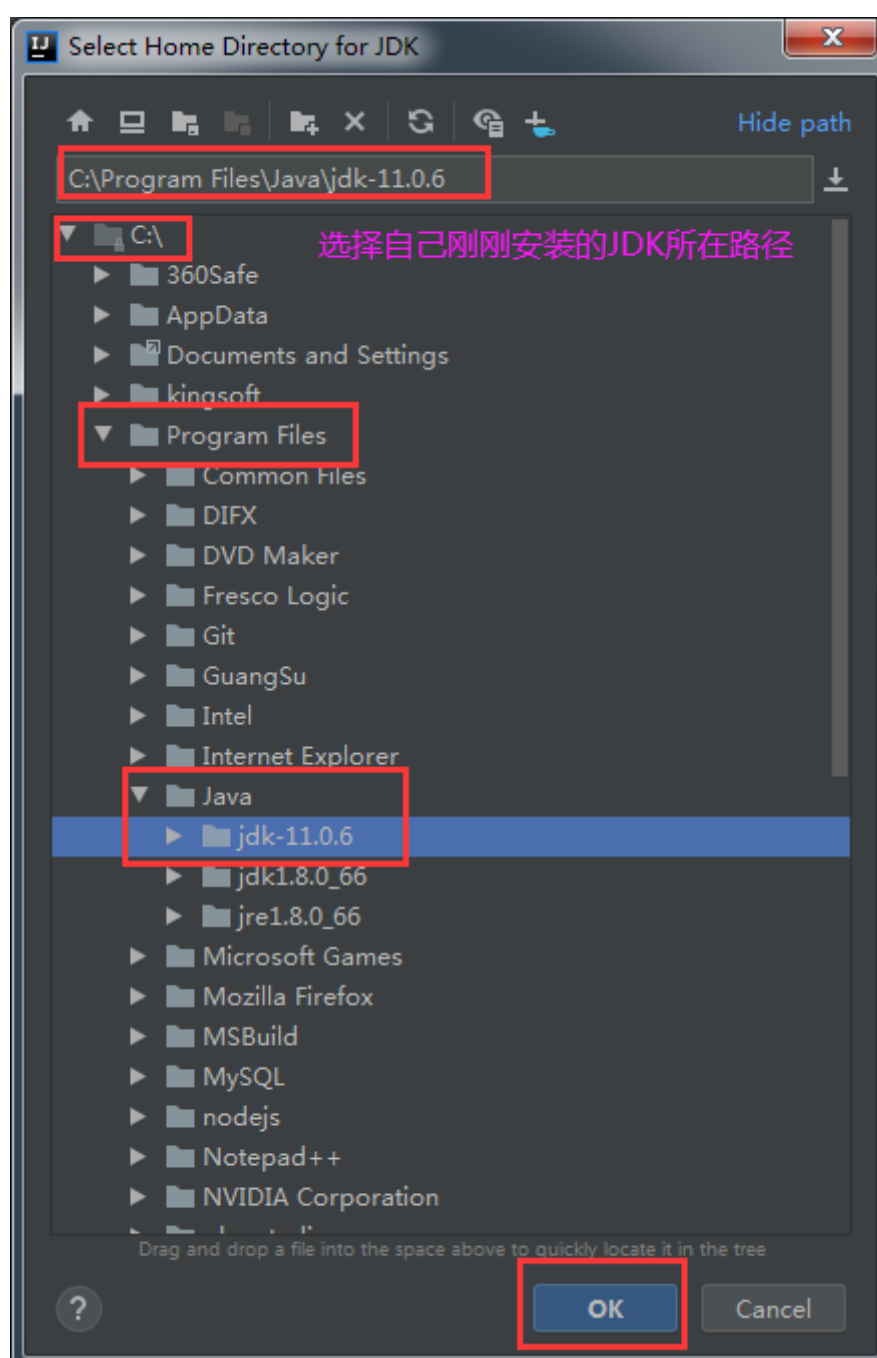 Select Home Directory for JDK
Hide path
C:\Program Files\Java\jdk-11.0.6
C:\
选择自己刚刚安装的JDK所在路径
360Safe
AppData
Documents and Settings
kingsoft
Program Files
Common Files
DIFX
DVD Maker
Fresco Logic
Git
GuangSu
Intel
Internet Explorer
Java
jdk-11.0.6
jdk1.8.0_66
jre1.8.0_66
Microsoft Games
Mozilla Firefox
MSBuild
MySQL
nodejs
Notepad++
NVIDIA Corporation
Drag and drop a file into the space above to quickly locate it in the tree
?
OK
Cancel